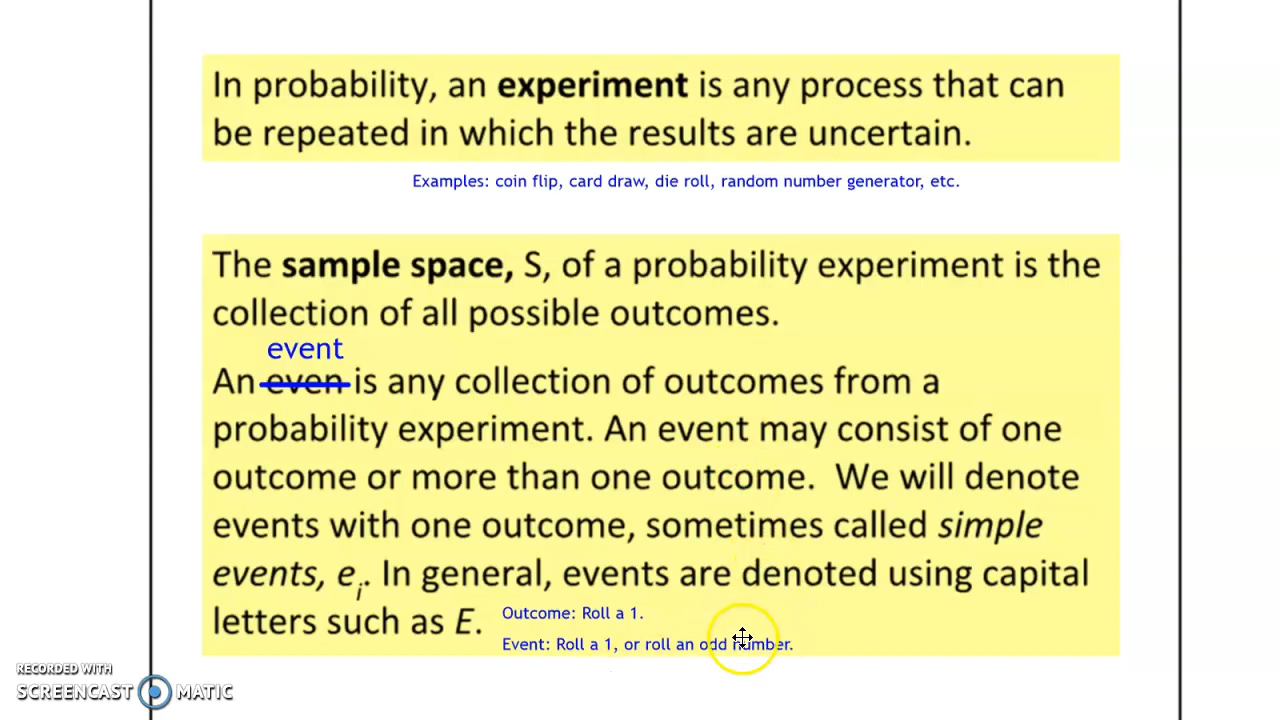 In probability, an experiment is any process that can
be repeated in which the results are uncertain.
Examples: coin flip, card draw, die roll, random number generator, etc.
The sample space, S, of a probability experiment is the
collection of all possible outcomes.
event
An even is any collection of outcomes from a
probability experiment. An event may consist of one
outcome or more than one outcome. We will denote
events with one outcome, sometimes called simple
events, ei. In general, events are denoted using capital
letters such as E.
Outcome: Roll a 1.
Event: Roll a 1, or roll an odd number.
RECORDED WITH
SCREENCAST MATIC